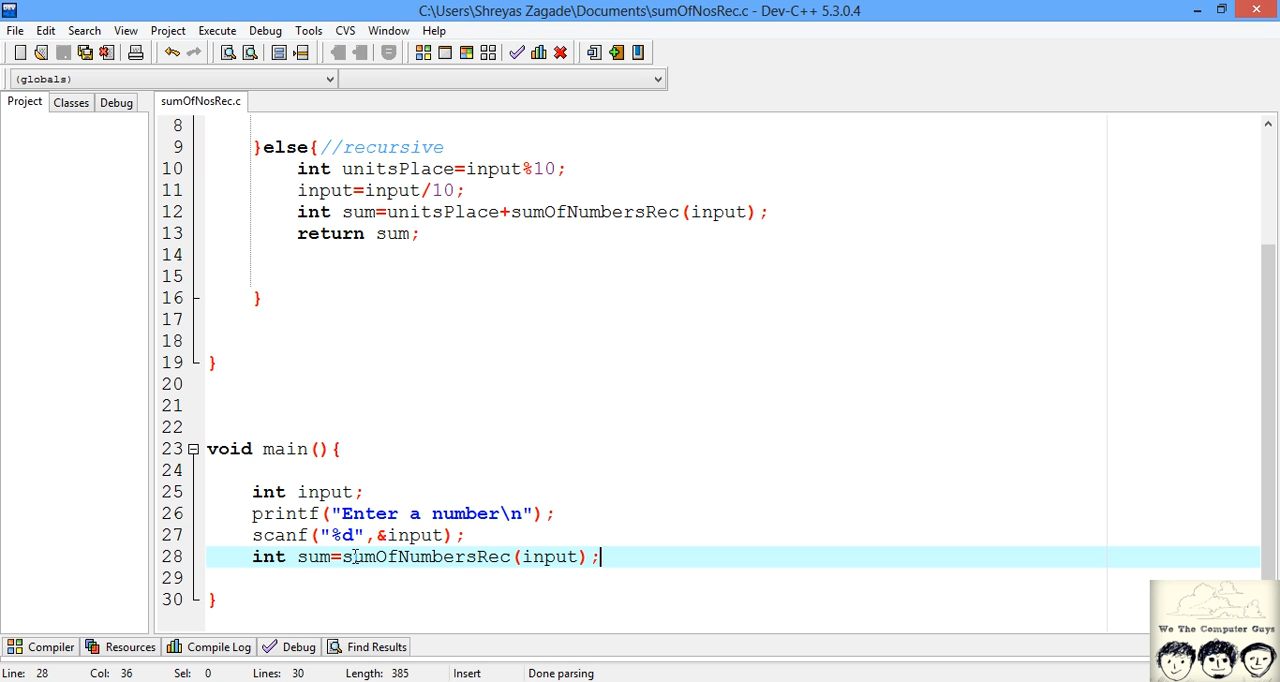 C:\Users\Shreyas Zagade\Documents\sumOfNosRec.c - Dev-C++ 5.3.0.4
File Edit Search View Project Execute Debug Tools CVS Window Help
(globals)
Project Classes Debug sumOfNosRec.c
8
9 }else{//recursive
10 int unitsPlace=input%10;
11 input=input/10;
12 int sum=unitsPlace+sumOfNumbersRec(input);
13 return sum;
14
15
16 }
17
18
19 }
20
21
22
23 void main(){
24
25 int input;
26 printf("Enter a number\n");
27 scanf("%d",&input);
28 int sum=sumOfNumbersRec(input);
29
30 }
We The Computer Guys
Compiler Resources Compile Log Debug Find Results
Line: 28 Col: 36 Sel: 0 Lines: 30 Length: 385 Insert Done parsing